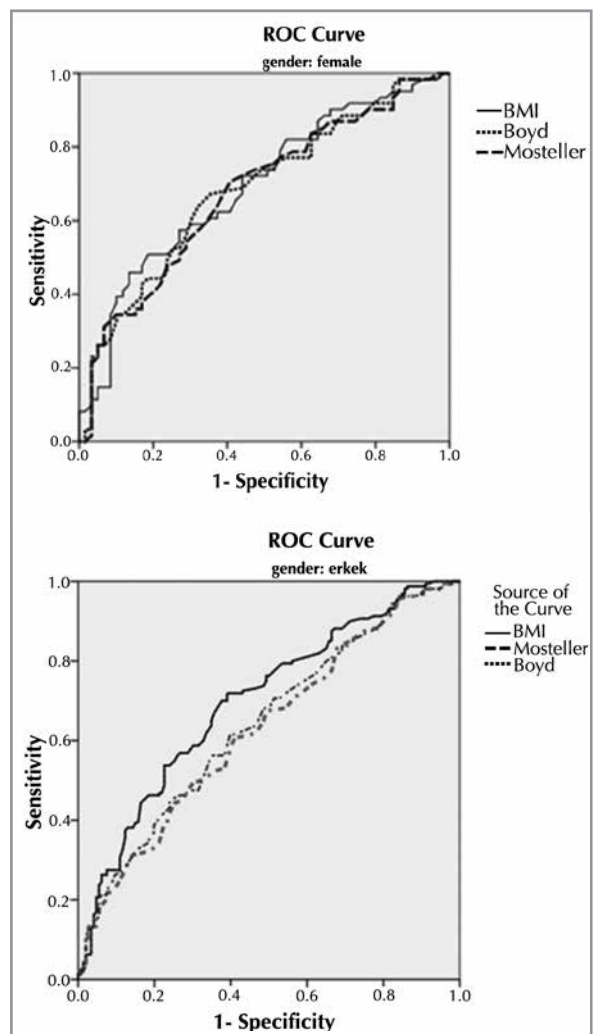 ROC Curve
gender: female
1.0
0.8
0.6
0.4
0.2
0.0
Sensitivity
0.0 0.2 0.4 0.6 0.8 1.0
1- Specificity
BMI
Boyd
Mosteller
ROC Curve
gender: erkek
1.0
0.8
0.6
0.4
0.2
0.0
Sensitivity
0.0 0.2 0.4 0.6 0.8 1.0
1- Specificity
Source of
the Curve
BMI
Mosteller
Boyd